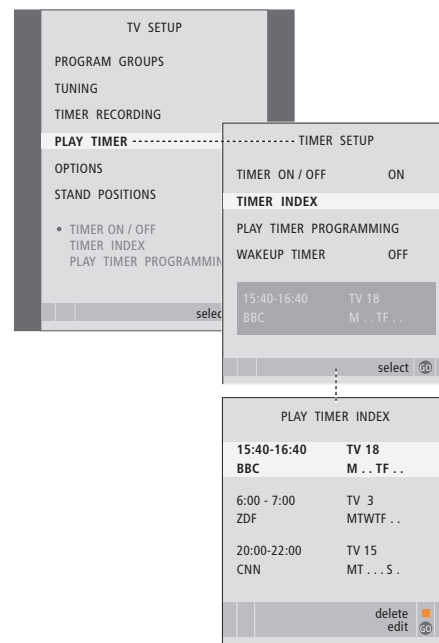 TV SETUP
PROGRAM GROUPS
TUNING
TIMER RECORDING
PLAY TIMER
OPTIONS
STAND POSITIONS
• TIMER ON / OFF
TIMER INDEX
PLAY TIMER PROGRAMMIN
selec
TIMER SETUP
TIMER ON / OFF ON
TIMER INDEX
PLAY TIMER PROGRAMMING
WAKEUP TIMER OFF
15:40-16:40 TV 18
BBC M . . TF . .
select GO
PLAY TIMER INDEX
15:40-16:40 TV 18
BBC M . . TF . .
6:00 - 7:00 TV 3
ZDF MTWTF . .
20:00-22:00 TV 15
CNN MT . . . S .
delete
edit GO